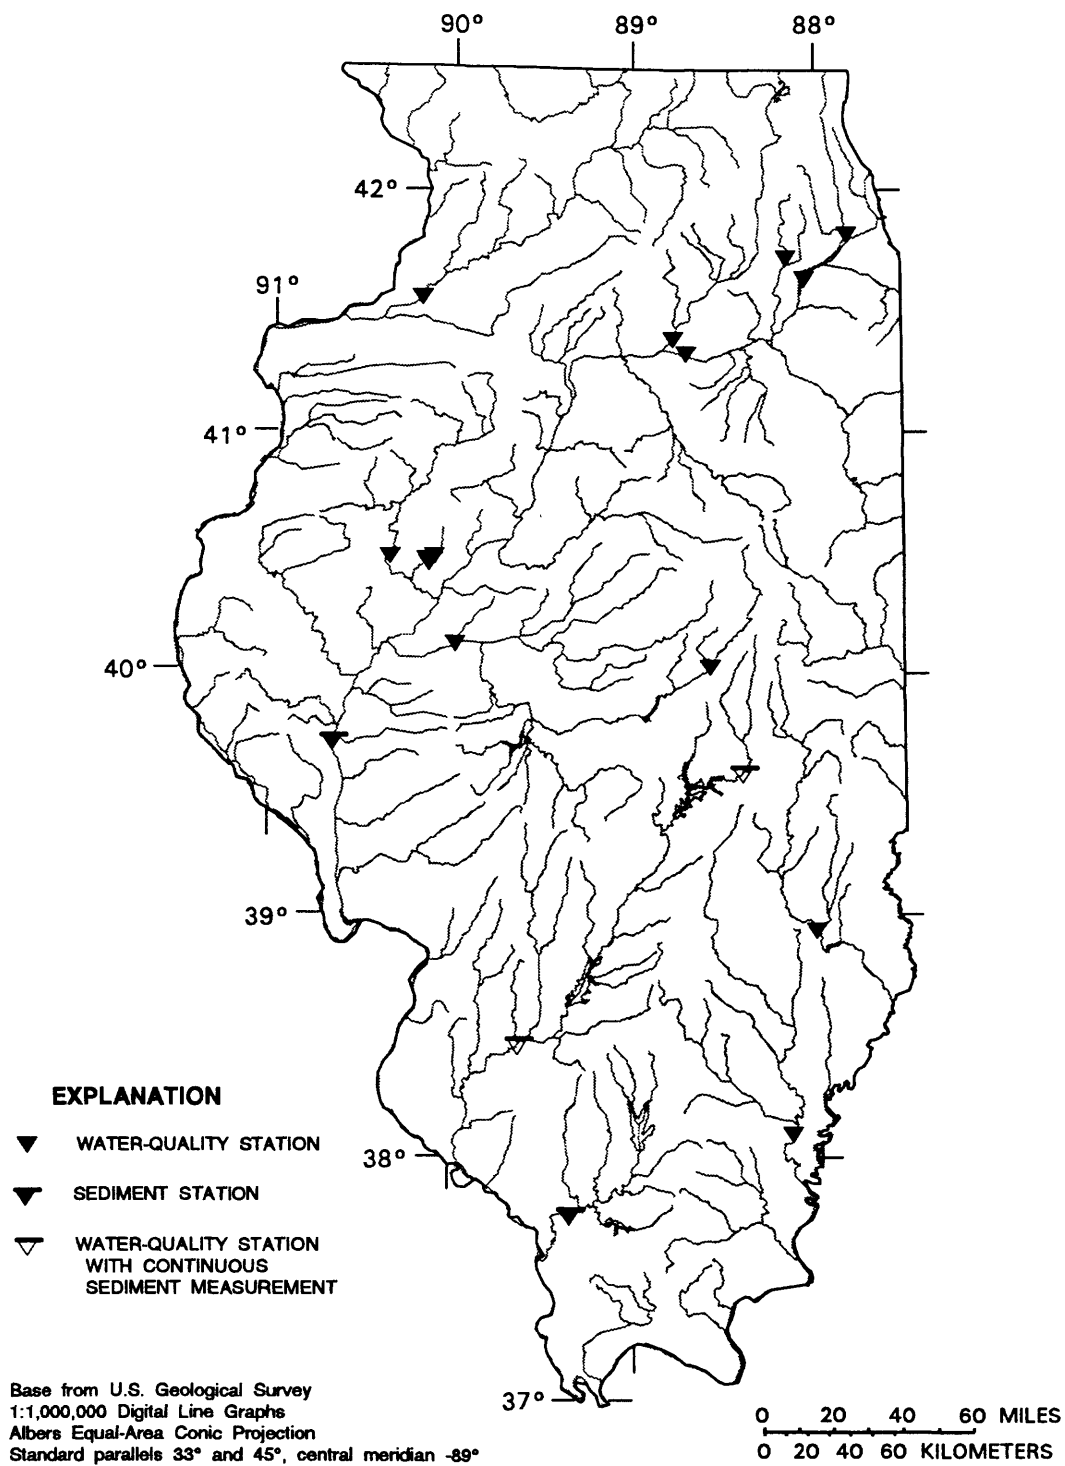 90° 89° 88°
42°
91°
41°
40°
39°
EXPLANATION
WATER-QUALITY STATION
38°
SEDIMENT STATION
WATER-QUALITY STATION
WITH CONTINUOUS
SEDIMENT MEASUREMENT
Base from U.S. Geological Survey
1:1,000,000 Digital Line Graphs
37°
Albers Equal-Area Conic Projection
Standard parallels 33° and 45°, central meridian -89°
0 20 40 60 MILES
0 20 40 60 KILOMETERS